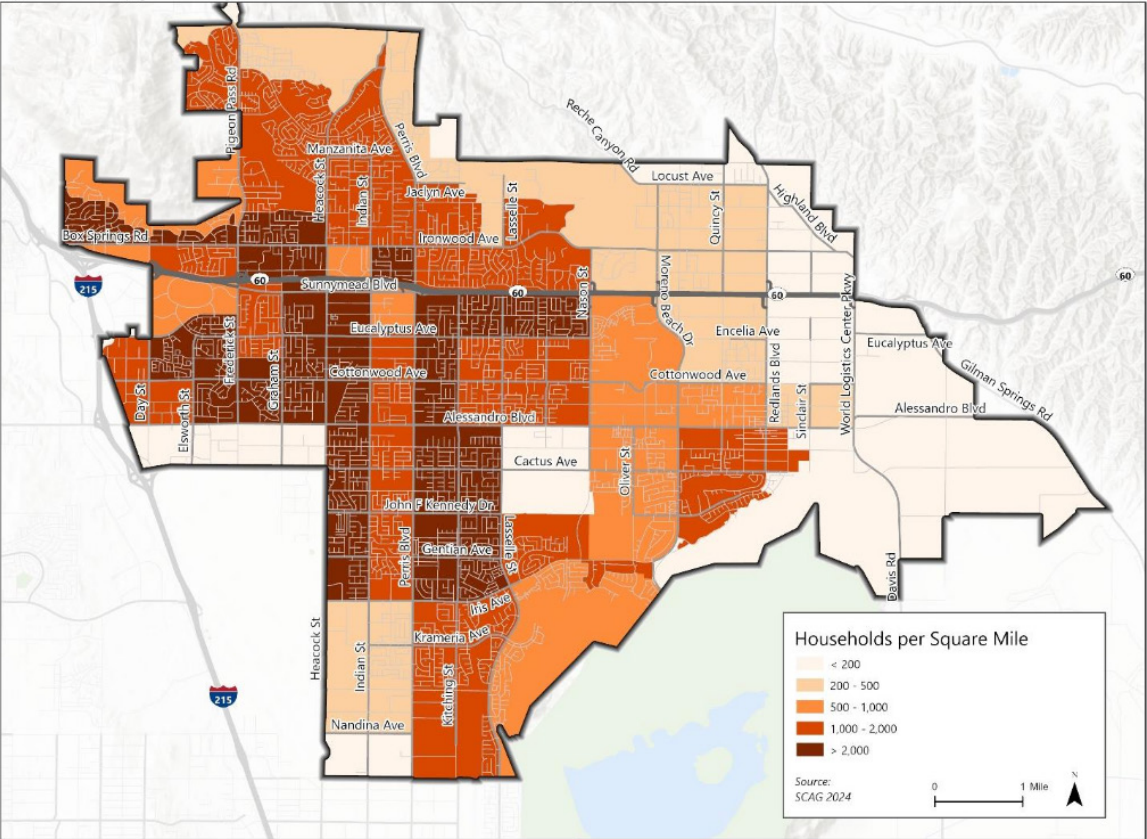 Pigeon Pass Rd
Reche Canyon Rd
Manzanita Ave
Perris Blvd
Heacock St
Indian St
Locust Ave
Jaclyn Ave
Lasselle St
Quincy St
Highland Blvd
Box Springs Rd
Ironwood Ave
60
215
60
Sunnymead Blvd
60
Nason St
Moreno Beach Dr
60
World Logistics Center Pkwy
Frederick St
Eucalyptus Ave
Encelia Ave
Eucalyptus Ave
Graham St
Cottonwood Ave
Cottonwood Ave
Redlands Blvd
Gilman Springs Rd
Day St
Elsworth St
Alessandro Blvd
Sinclair St
Alessandro Blvd
Cactus Ave
Oliver St
John F Kennedy Dr
Perris Blvd
Gentian Ave
Lasselle St
Davis Rd
Iris Ave
Heacock St
Indian St
Krameria Ave
Kitching St
215
Nandina Ave
Households per Square Mile
< 200
200 - 500
500 - 1,000
1,000 - 2,000
> 2,000
Source:
SCAG 2024
0 1 Mile
N